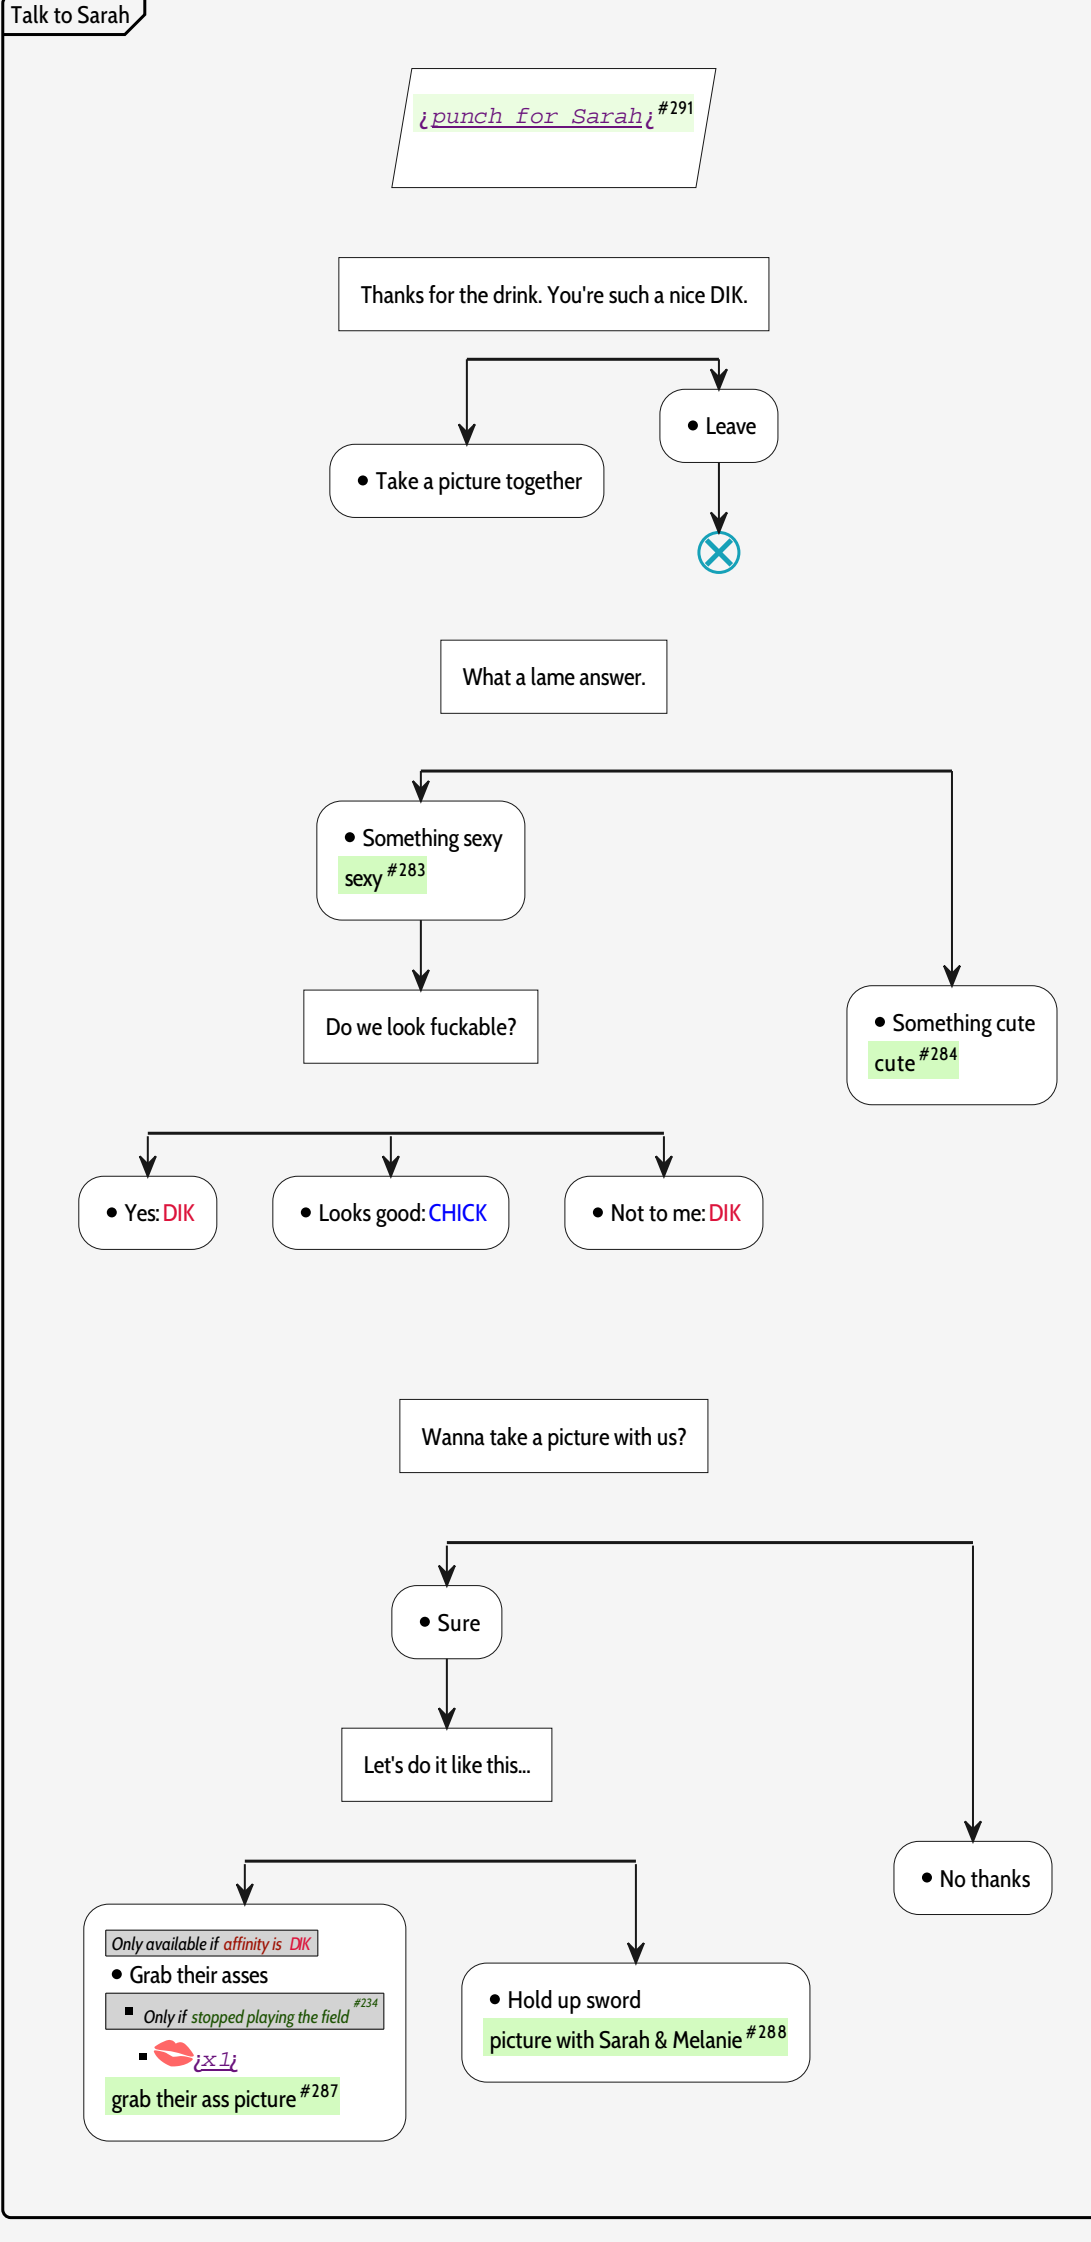 Talk to Sarah
¿punch for Sarah¿ #291
Thanks for the drink. You're such a nice DIK.
• Leave
• Take a picture together
What a lame answer.
• Something sexy
sexy #283
Do we look fuckable?
• Something cute
cute #284
• Yes: DIK
• Looks good: CHICK
• Not to me: DIK
Wanna take a picture with us?
• Sure
Let's do it like this...
• No thanks
Only available if affinity is DIK
• Grab their asses
▪ Only if stopped playing the field #234
▪ 💋¿x1¿
grab their ass picture #287
• Hold up sword
picture with Sarah & Melanie #288